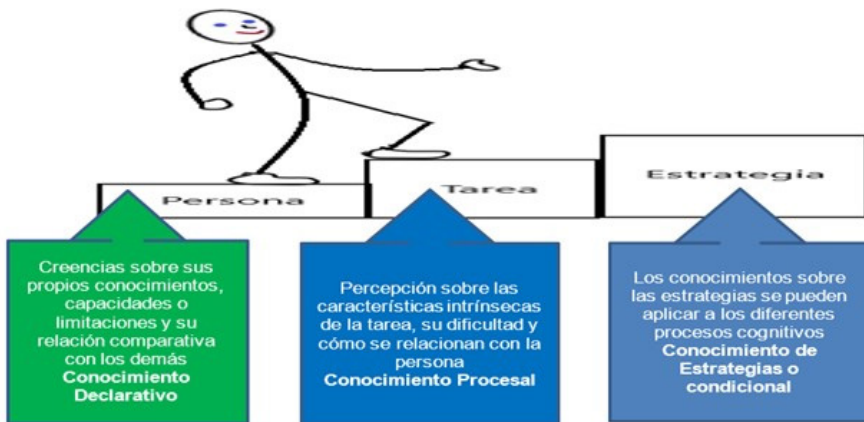 Persona
Tarea
Estrategia
Creencias sobre sus
propios conocimientos,
capacidades o
limitaciones y su
relación comparativa
con los demás
Conocimiento
Declarativo
Percepción sobre las
características intrínsecas
de la tarea, su dificultad y
cómo se relacionan con la
persona
Conocimiento Procesal
Los conocimientos sobre
las estrategias se pueden
aplicar a los diferentes
procesos cognitivos
Conocimiento de
Estrategias o
condicional